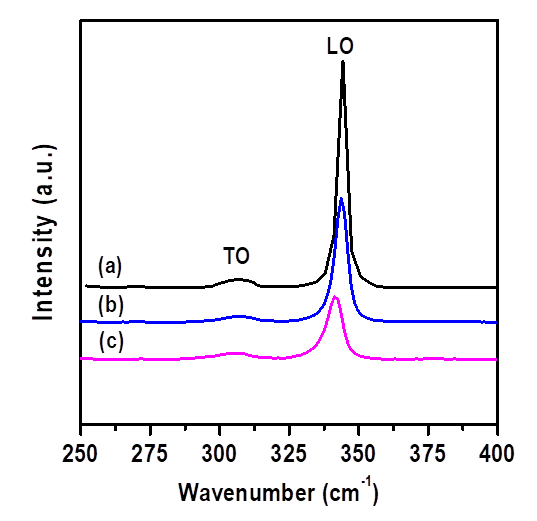 LO
TO
(a)
(b)
(c)
Intensity (a.u.)
250 275 300 325 350 375 400
Wavenumber (cm⁻¹)